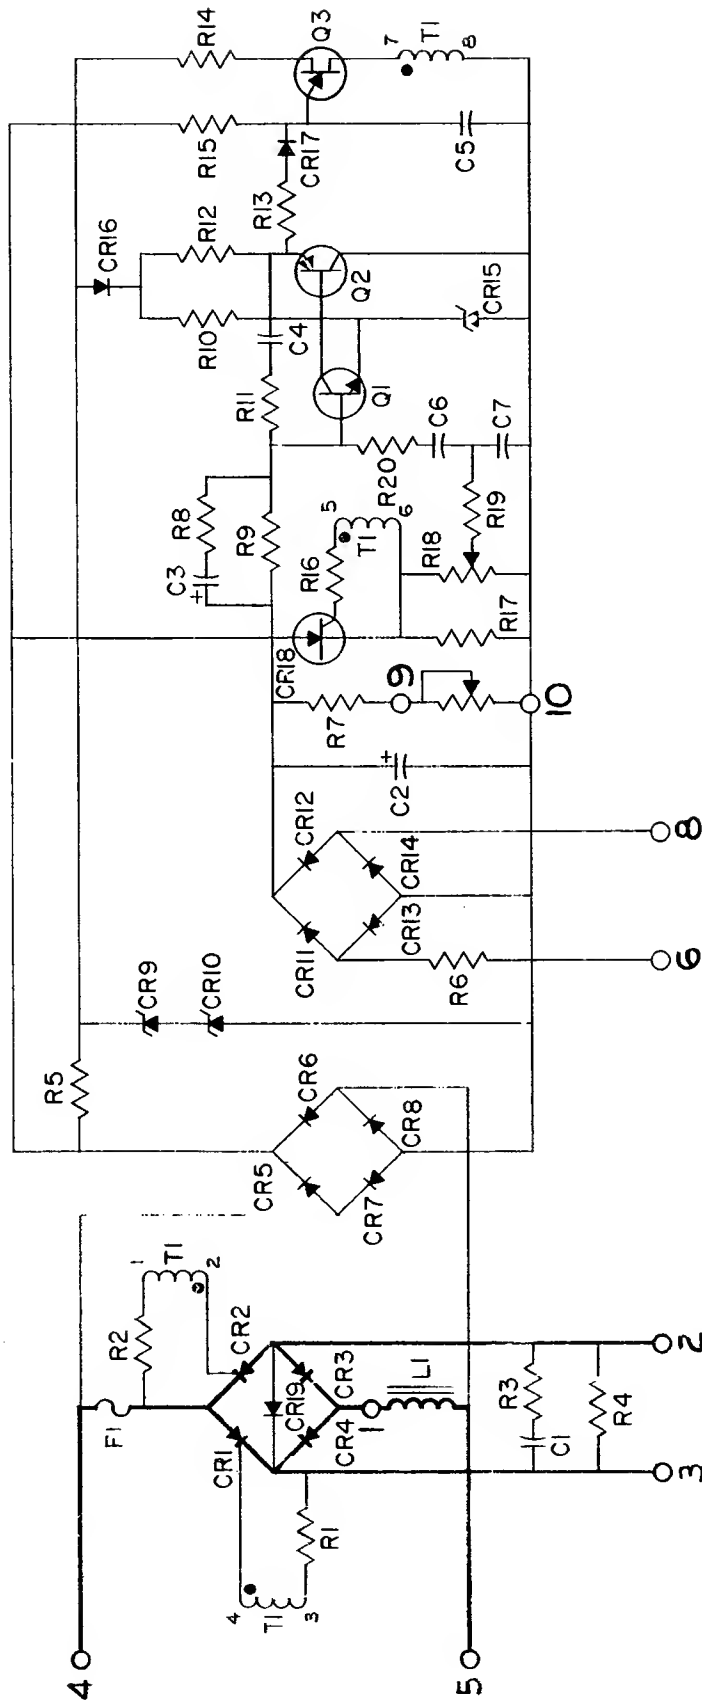 4
5
F1
R2
1
T1
2
CR2
CR1
CR19
CR3
CR4
1
L1
4
T1
3
R1
R3
C1
R4
2
3
R5
CR9
CR10
CR5
CR6
CR7
CR8
CR11
CR12
CR13
CR14
R6
6
8
C2
+
R7
9
10
CR18
R16
5
T1
6
R17
R18
R19
C3
+
R8
R9
R11
C4
R20
C6
C7
Q1
CR16
R10
R12
Q2
CR15
R13
CR17
R15
R14
Q3
C5
7
T1
8